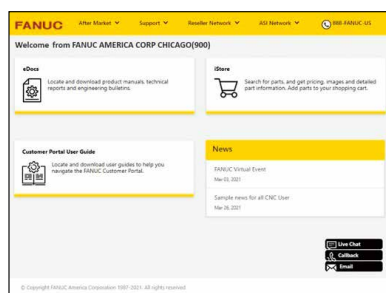 FANUC
After Market
Support
Reseller Network
ASI Network
888-FANUC-US
Welcome from FANUC AMERICA CORP CHICAGO(900)
eDocs
Locate and download product manuals, technical
reports and engineering bulletins.
iStore
Search for parts, and get pricing, images and detailed
part information. Add parts to your shopping cart.
Customer Portal User Guide
Locate and download user guides to help you
navigate the FANUC Customer Portal.
News
FANUC Virtual Event
Mar 03, 2021
Sample news for all CNC User
Mar 26, 2021
Live Chat
Callback
Email
© Copyright FANUC America Corporation 1997-2021. All rights reserved